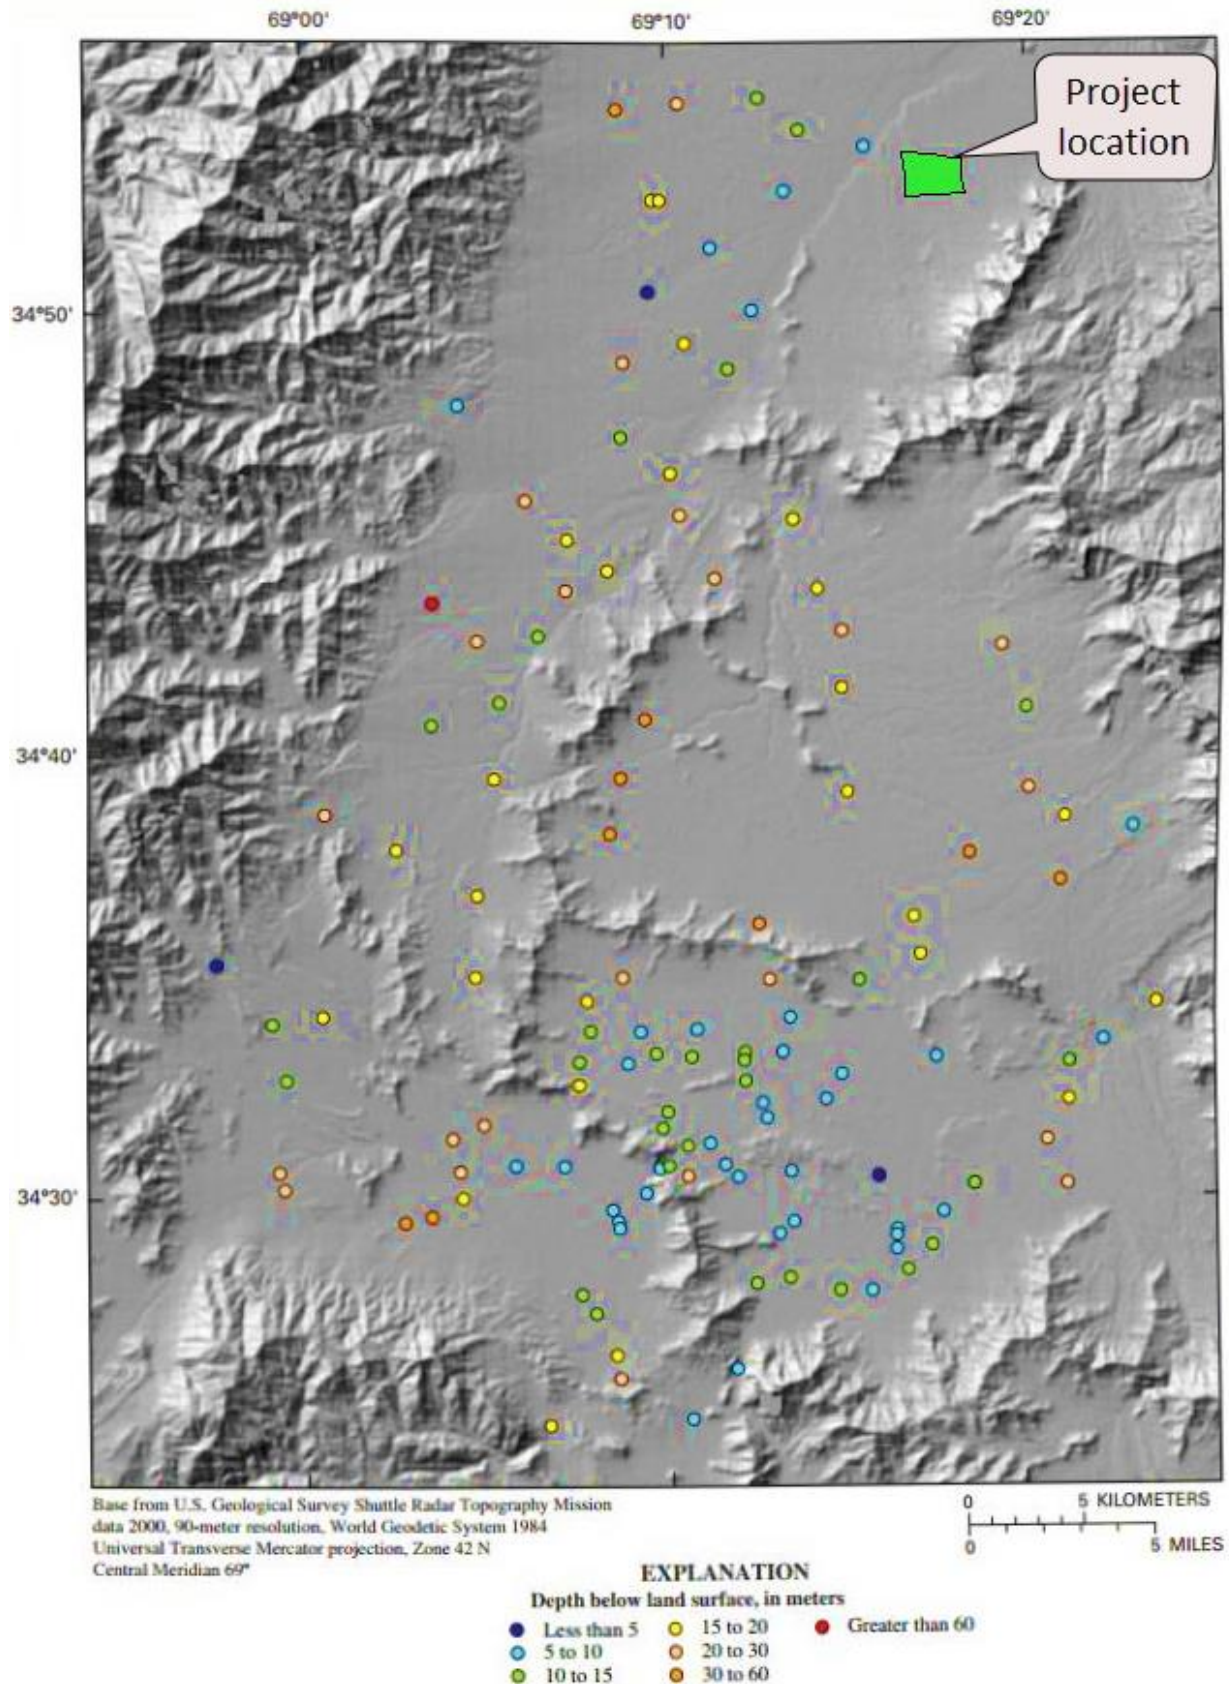 69°00'
69°10'
69°20'
Project
location
34°50'
34°40'
34°30'
Base from U.S. Geological Survey Shuttle Radar Topography Mission
data 2000, 90-meter resolution, World Geodetic System 1984
Universal Transverse Mercator projection, Zone 42 N
Central Meridian 69°
0 5 KILOMETERS
0 5 MILES
EXPLANATION
Depth below land surface, in meters
Less than 5
15 to 20
Greater than 60
5 to 10
20 to 30
10 to 15
30 to 60